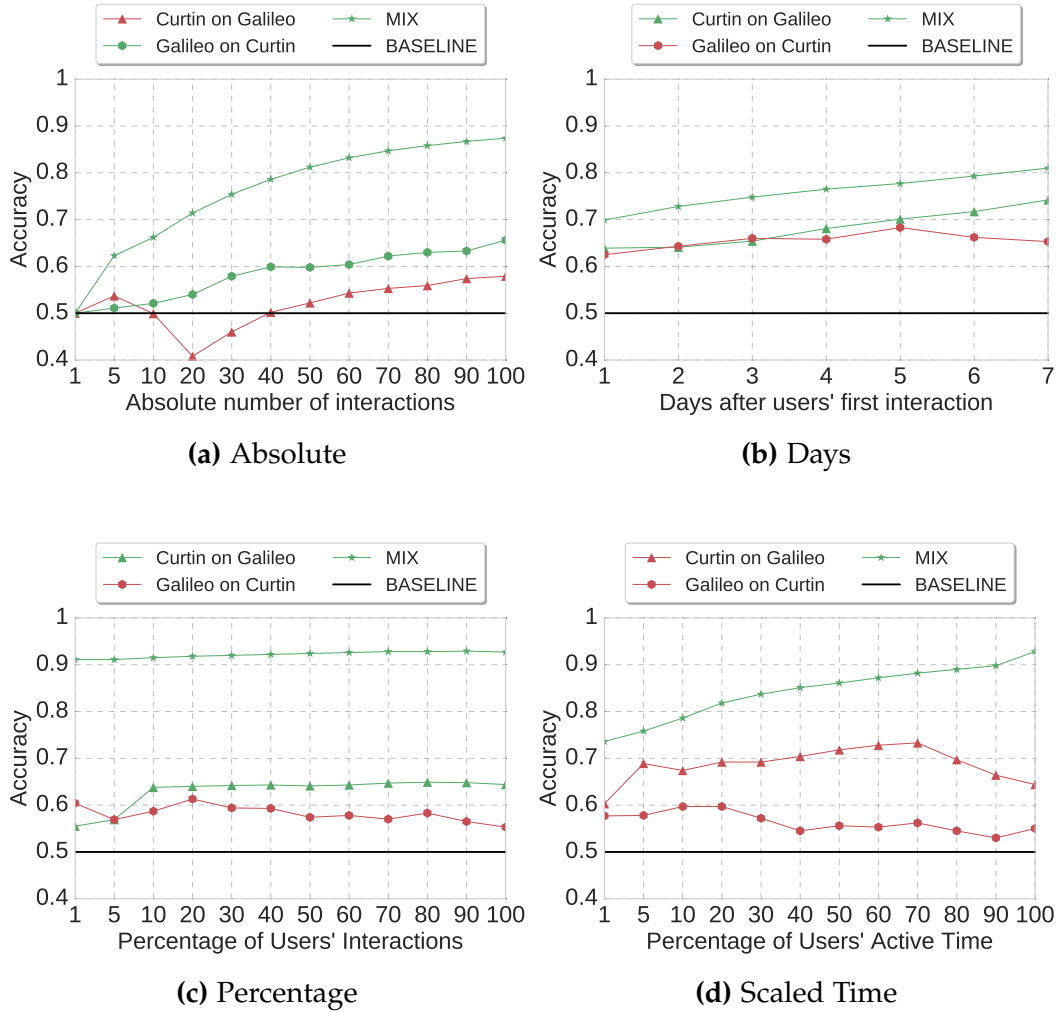 Curtin on Galileo MIX
Galileo on Curtin BASELINE
1
0.9
0.8
0.7
0.6
0.5
0.4
Accuracy
1 5 10 20 30 40 50 60 70 80 90 100
Absolute number of interactions
(a) Absolute
Curtin on Galileo MIX
Galileo on Curtin BASELINE
1
0.9
0.8
0.7
0.6
0.5
0.4
Accuracy
1 2 3 4 5 6 7
Days after users' first interaction
(b) Days
Curtin on Galileo MIX
Galileo on Curtin BASELINE
1
0.9
0.8
0.7
0.6
0.5
0.4
Accuracy
1 5 10 20 30 40 50 60 70 80 90 100
Percentage of Users' Interactions
(c) Percentage
Curtin on Galileo MIX
Galileo on Curtin BASELINE
1
0.9
0.8
0.7
0.6
0.5
0.4
Accuracy
1 5 10 20 30 40 50 60 70 80 90 100
Percentage of Users' Active Time
(d) Scaled Time